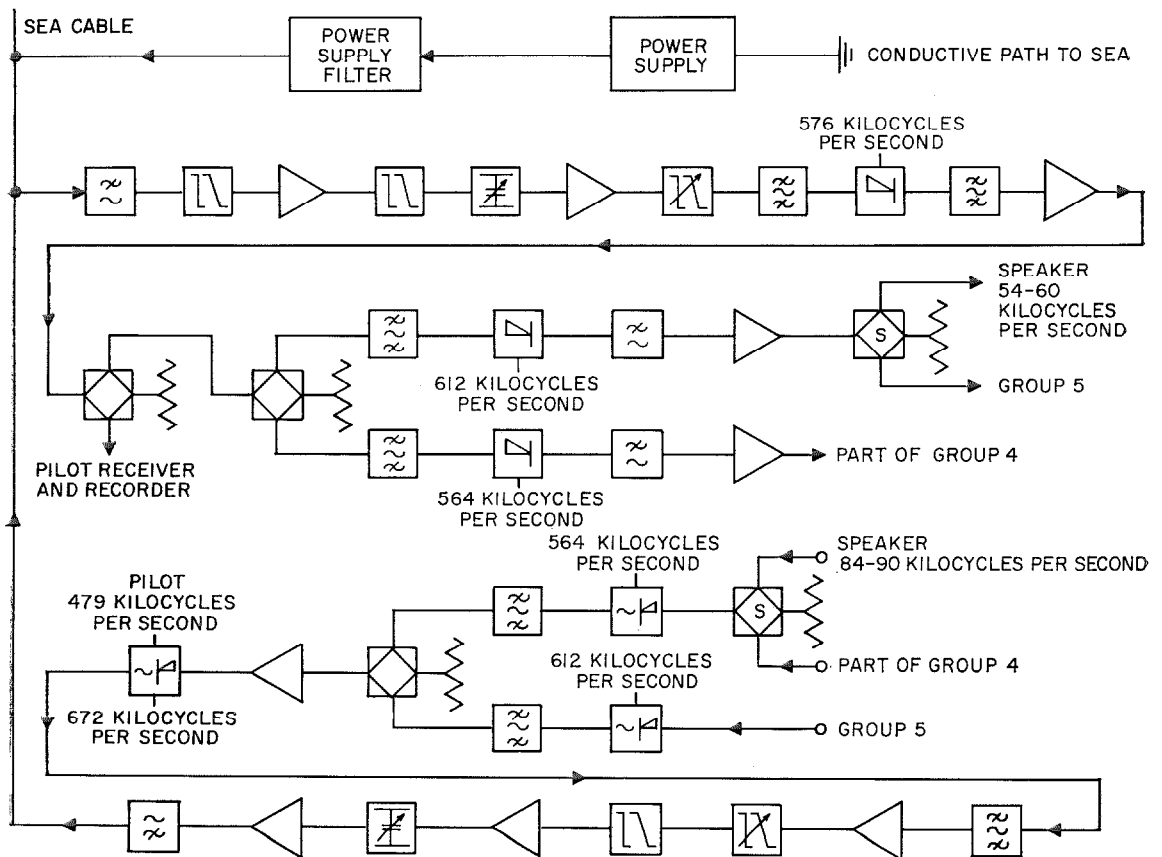 SEA CABLE
POWER
SUPPLY
FILTER
POWER
SUPPLY
CONDUCTIVE PATH TO SEA
576 KILOCYCLES
PER SECOND
SPEAKER
54-60
KILOCYCLES
PER SECOND
S
GROUP 5
612 KILOCYCLES
PER SECOND
PILOT RECEIVER
AND RECORDER
PART OF GROUP 4
564 KILOCYCLES
PER SECOND
564 KILOCYCLES
PER SECOND
SPEAKER
84-90 KILOCYCLES PER SECOND
S
PILOT
479 KILOCYCLES
PER SECOND
PART OF GROUP 4
612 KILOCYCLES
PER SECOND
672 KILOCYCLES
PER SECOND
GROUP 5